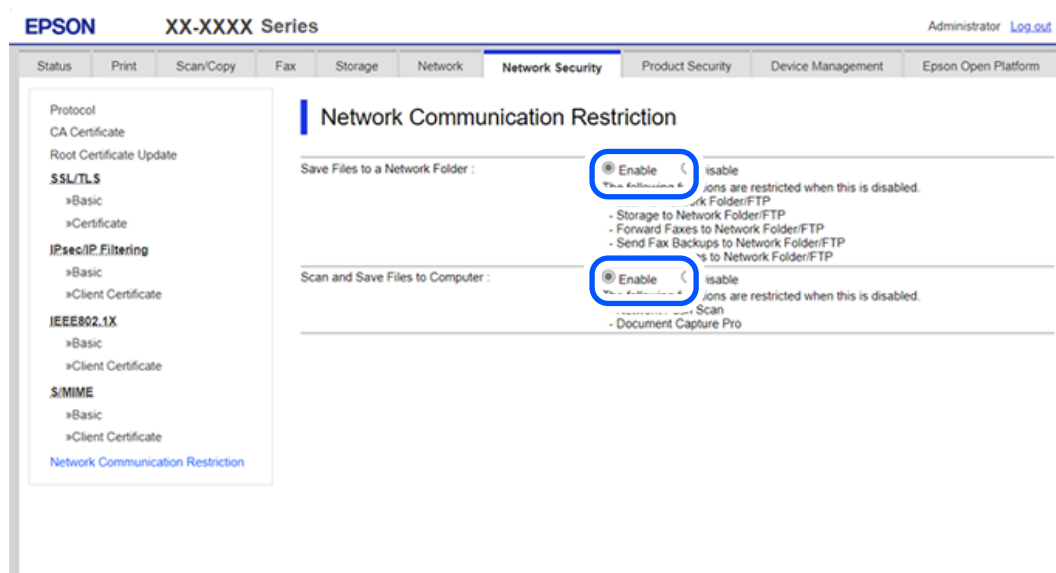 EPSON XX-XXXX Series Administrator Log out
Status Print Scan/Copy Fax Storage Network Network Security Product Security Device Management Epson Open Platform
Protocol
CA Certificate
Root Certificate Update
SSL/TLS
»Basic
»Certificate
IPsec/IP Filtering
»Basic
»Client Certificate
IEEE802.1X
»Basic
»Client Certificate
S/MIME
»Basic
»Client Certificate
Network Communication Restriction
Network Communication Restriction
Save Files to a Network Folder : Enable isable
The following ions are restricted when this is disabled.
rk Folder/FTP
- Storage to Network Folder/FTP
- Forward Faxes to Network Folder/FTP
- Send Fax Backups to Network Folder/FTP
s to Network Folder/FTP
Scan and Save Files to Computer : Enable isable
ions are restricted when this is disabled.
Scan
- Document Capture Pro